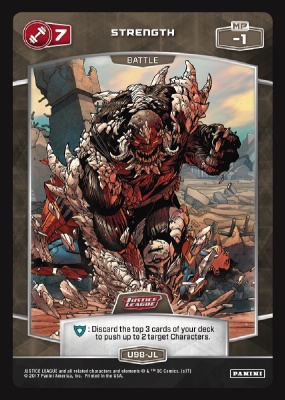 7
STRENGTH
MP
-1
BATTLE
JUSTICE LEAGUE
: Discard the top 3 cards of your deck
to push up to 2 target Characters.
U98-JL
JUSTICE LEAGUE and all related characters and elements © & ™ DC Comics. (s17)
© 2017 Panini America, Inc. Printed in the USA.
PANINI